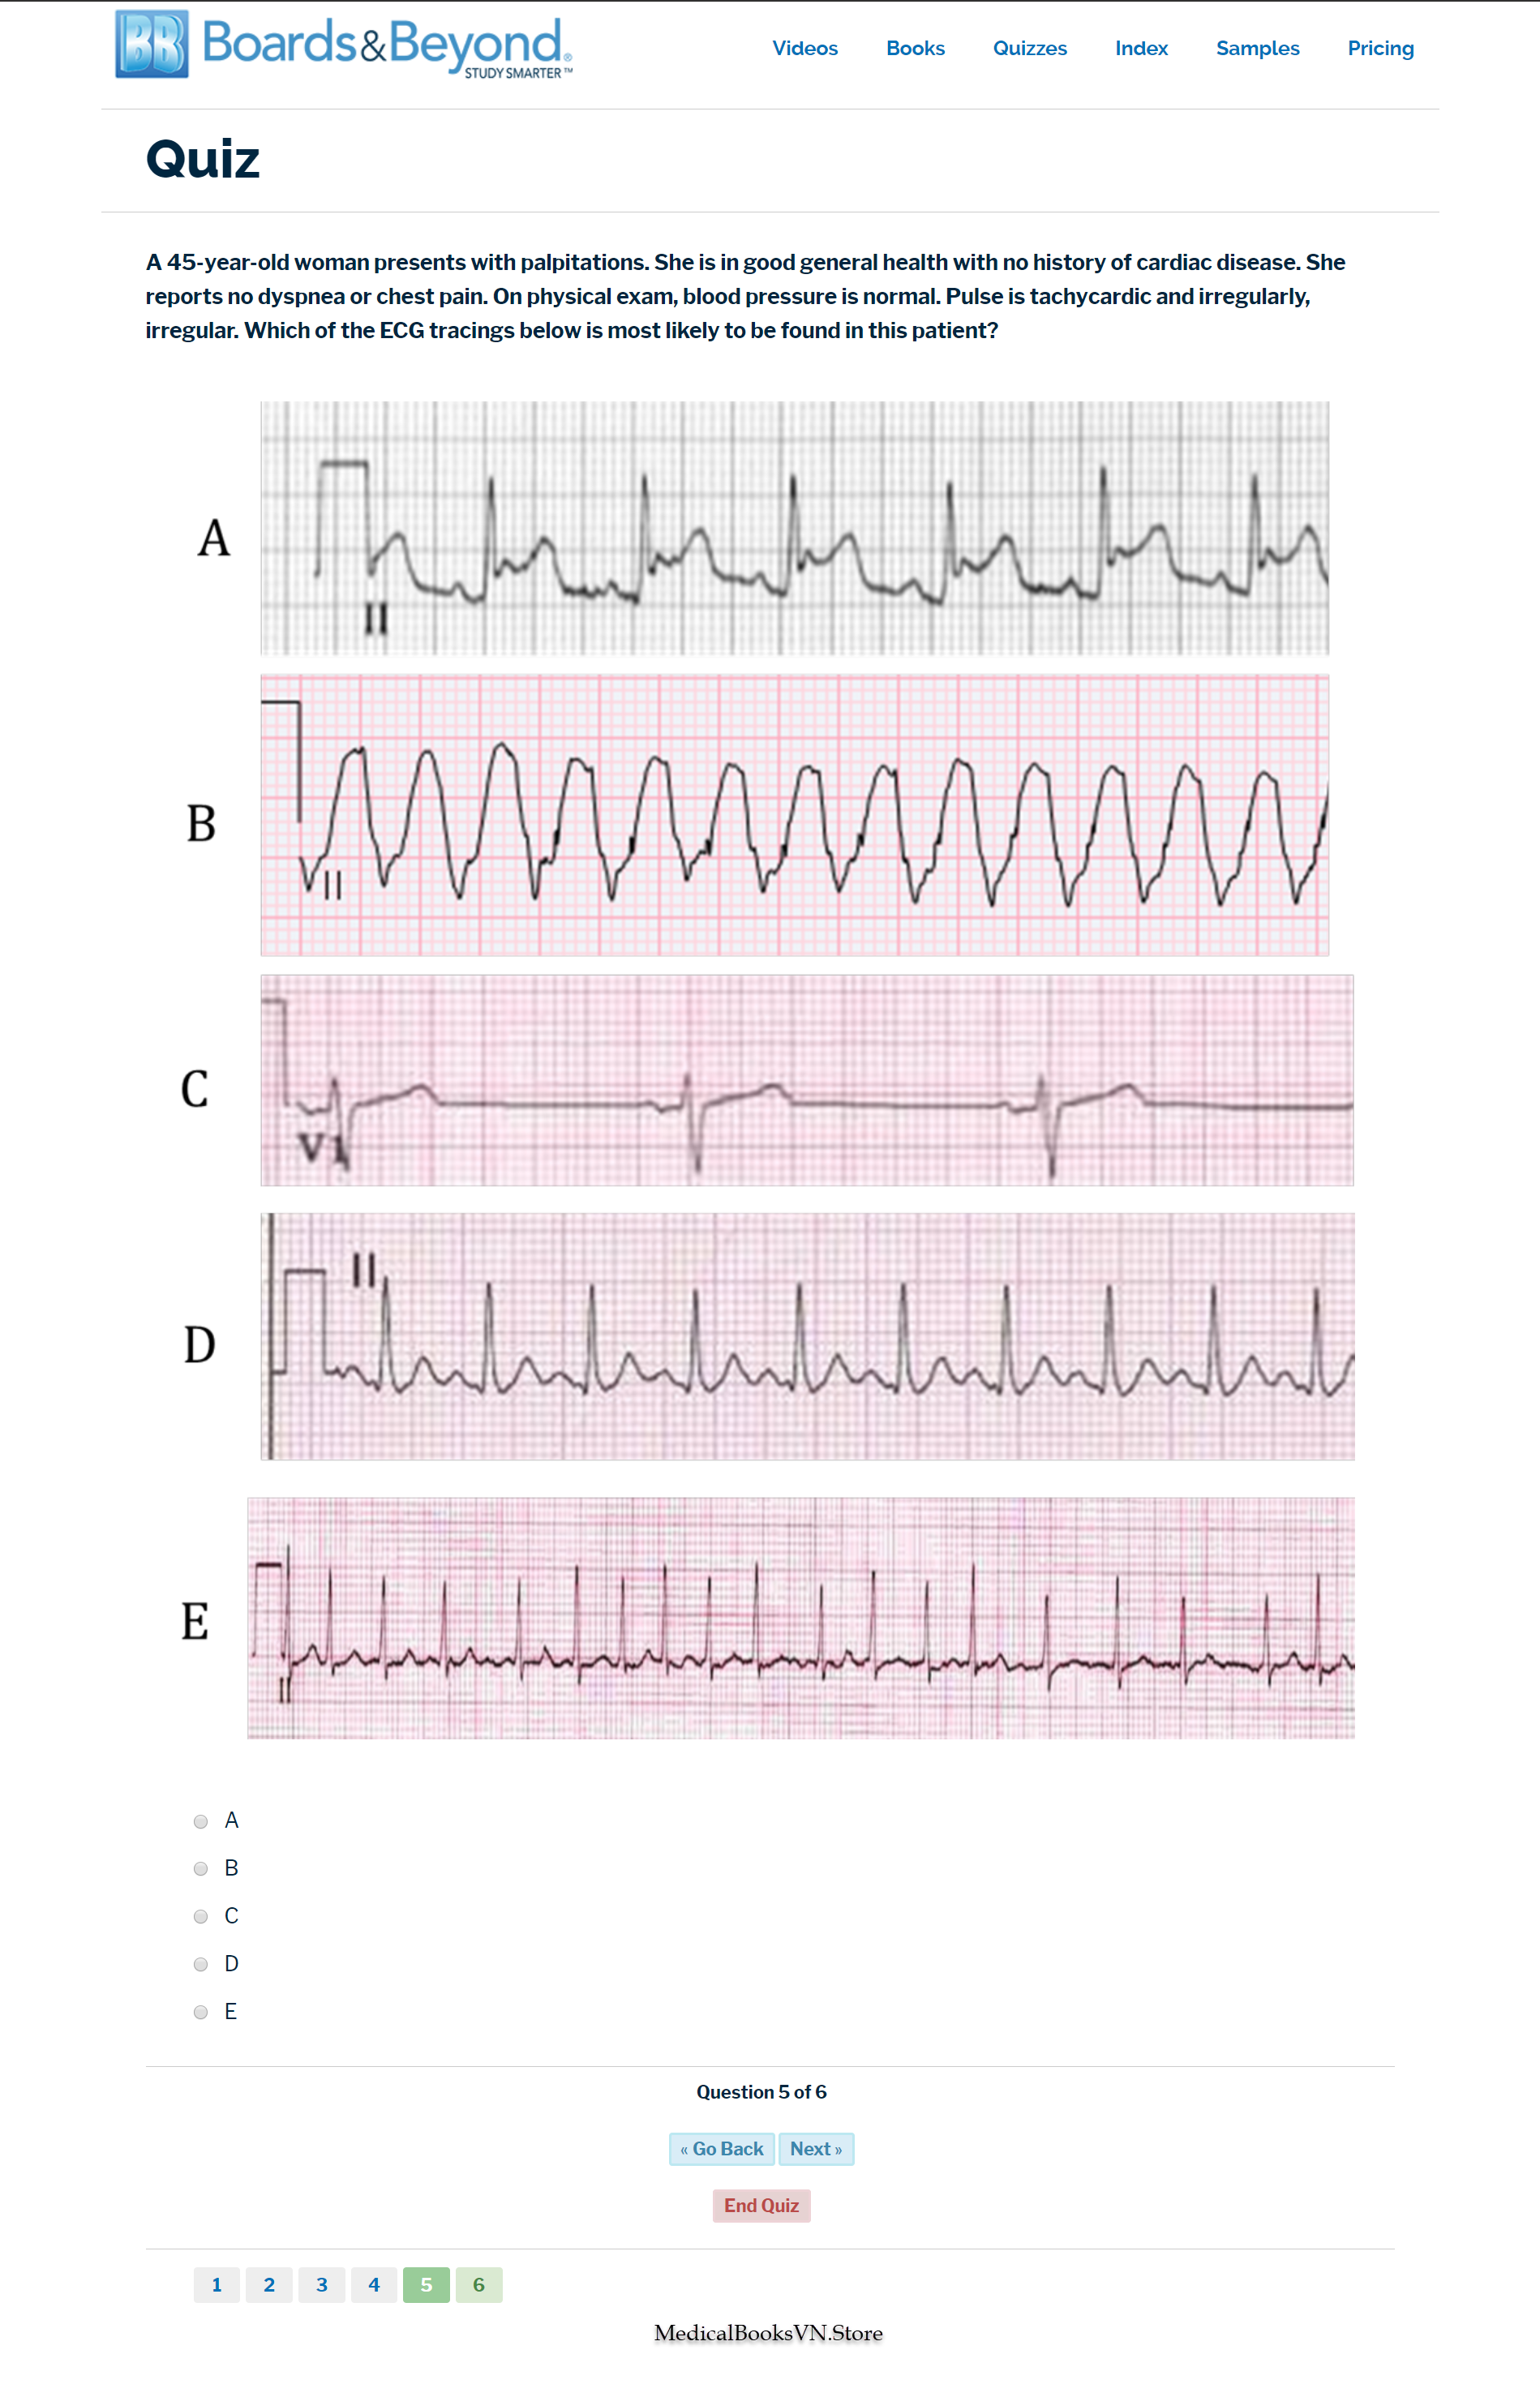 BB Boards&Beyond®
STUDY SMARTER™
Videos Books Quizzes Index Samples Pricing
Quiz
A 45-year-old woman presents with palpitations. She is in good general health with no history of cardiac disease. She
reports no dyspnea or chest pain. On physical exam, blood pressure is normal. Pulse is tachycardic and irregularly,
irregular. Which of the ECG tracings below is most likely to be found in this patient?
A
II
B
II
C
V1
D
II
E
II
A
B
C
D
E
Question 5 of 6
« Go Back Next »
End Quiz
1 2 3 4 5 6
MedicalBooksVN.Store